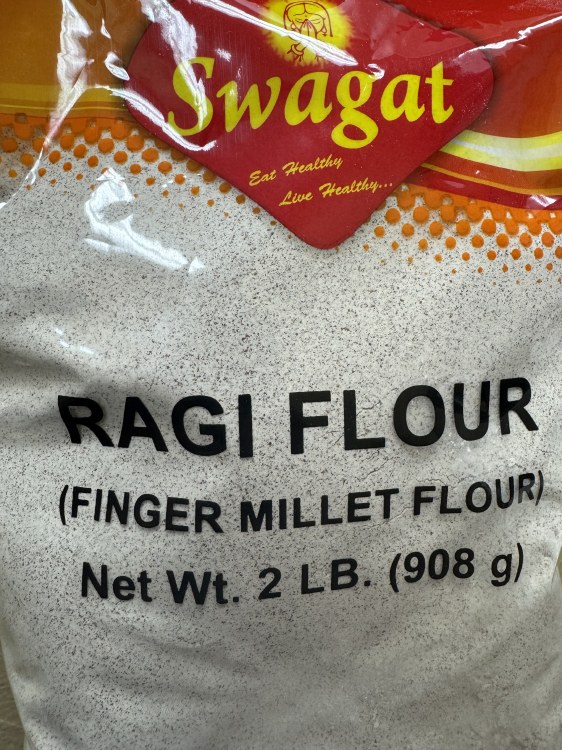 Swagat
Eat Healthy
Live Healthy...
RAGI FLOUR
(FINGER MILLET FLOUR)
Net Wt. 2 LB. (908 g)